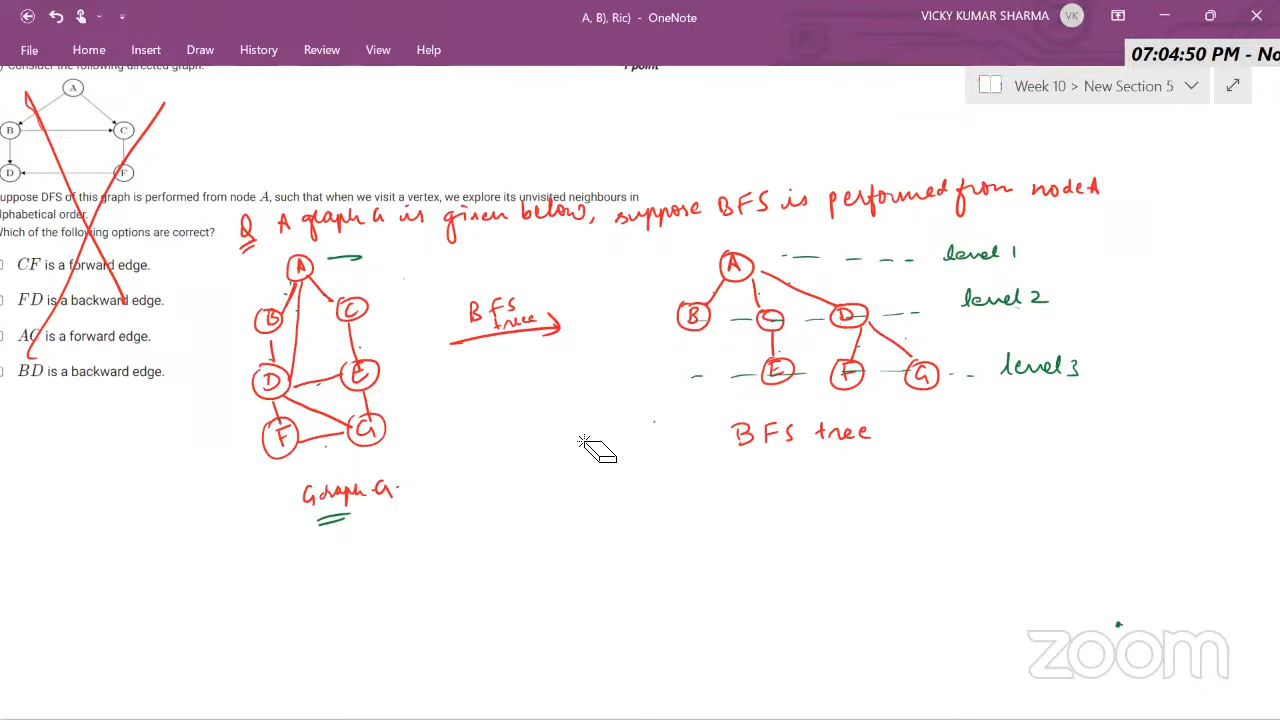 A, B), Ric) - OneNote
VICKY KUMAR SHARMA
VK
File Home Insert Draw History Review View Help
07:04:50 PM - No
Week 10 > New Section 5
Consider the following directed graph.
1 point
A
B
C
D
F
uppose DFS of this graph is performed from node A, such that when we visit a vertex, we explore its unvisited neighbours in
lphabetical order.
Which of the following options are correct?
CF is a forward edge.
FD is a backward edge.
AC is a forward edge.
BD is a backward edge.
Q A graph G is given below, suppose BFS is performed from node A
A
B
C
D
E
F
G
Graph G.
BFS
tree
A
level 1
B
C
D
level 2
E
F
G
level 3
BFS tree
zoom